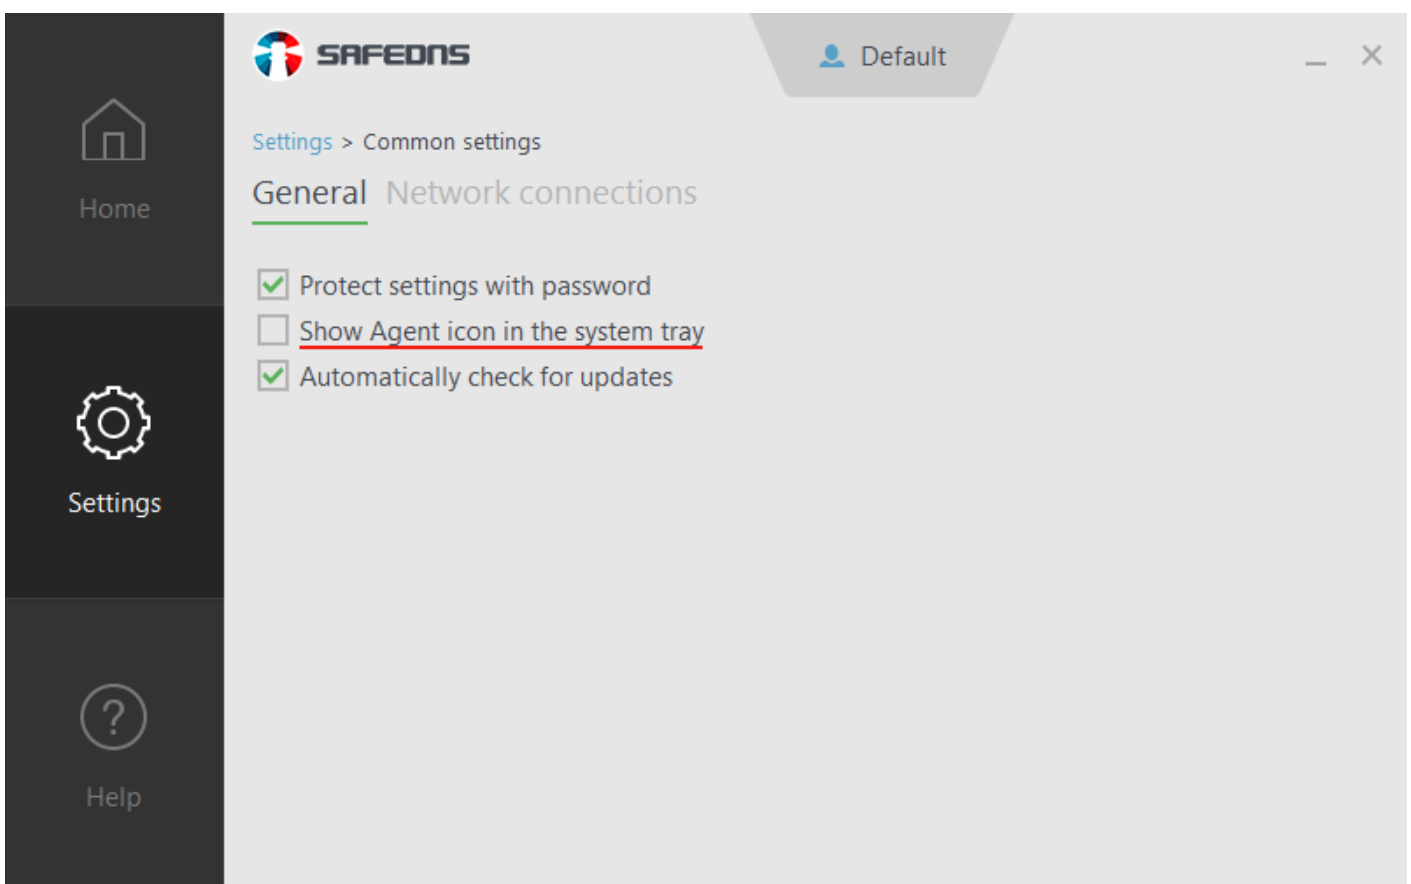 SAFEDNS
Default
Home
Settings > Common settings
General Network connections
Protect settings with password
Show Agent icon in the system tray
Automatically check for updates
Settings
?
Help